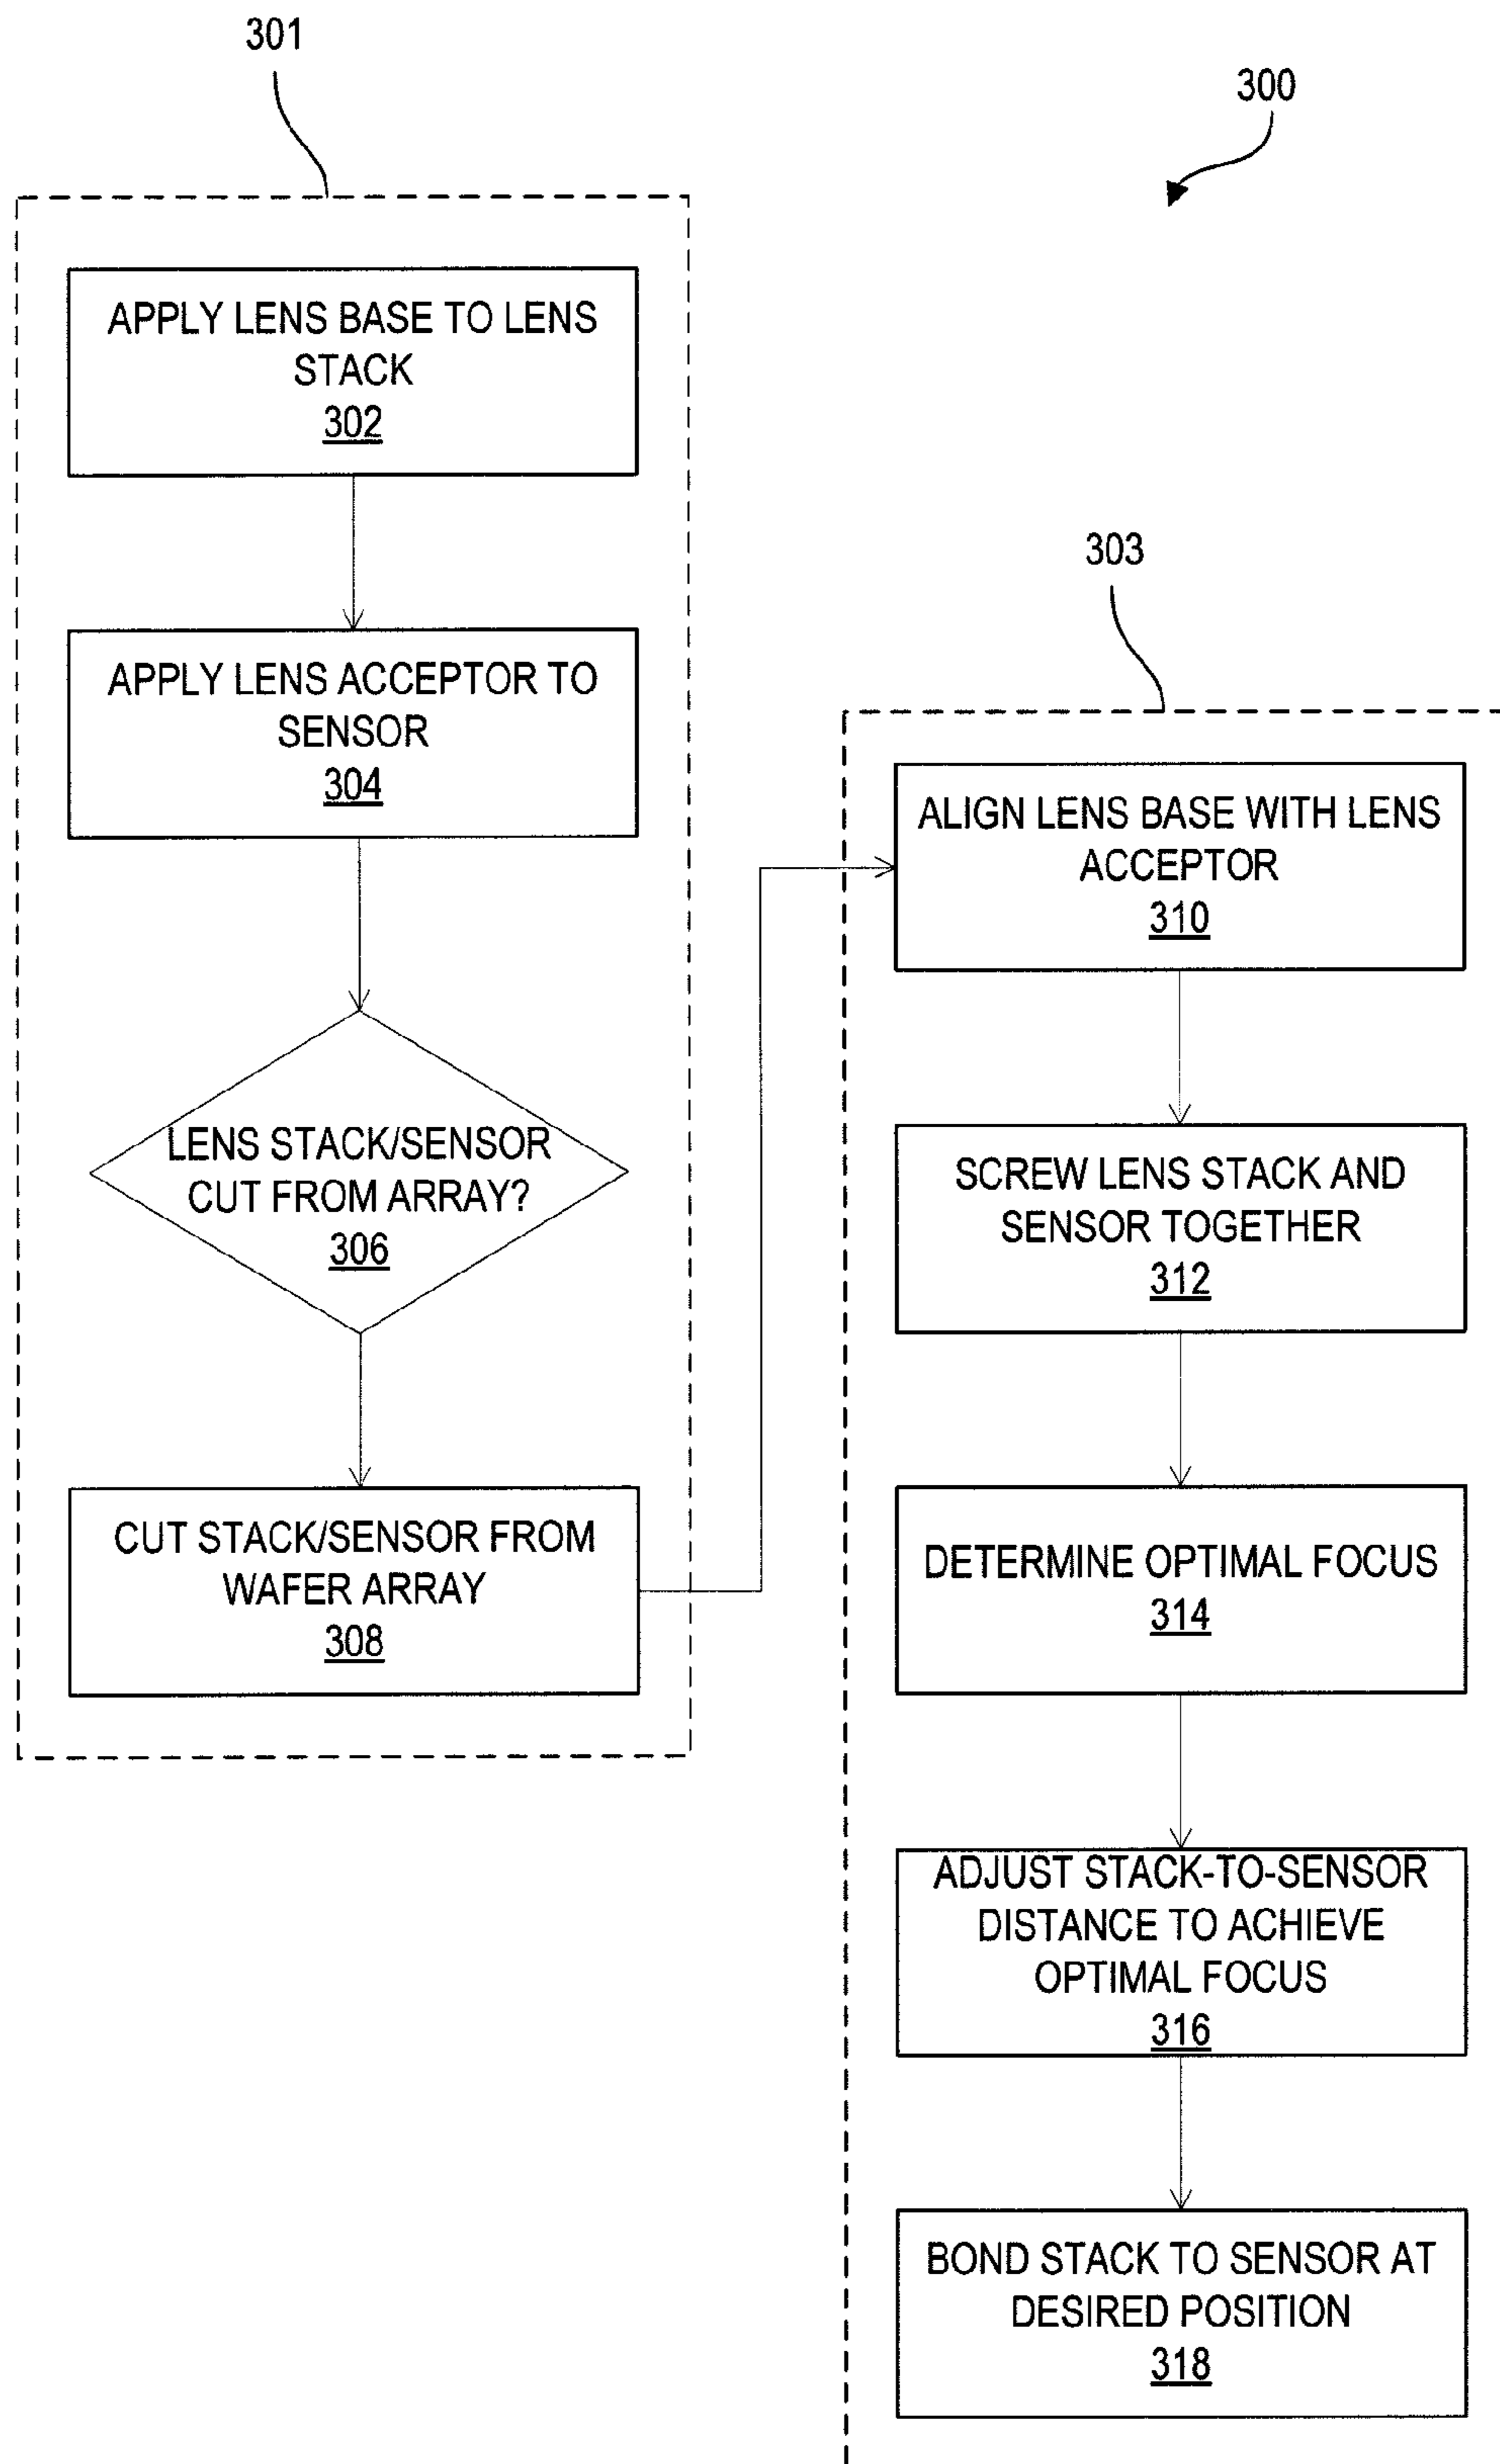 301
300
APPLY LENS BASE TO LENS
STACK
302
APPLY LENS ACCEPTOR TO
SENSOR
304
LENS STACK/SENSOR
CUT FROM ARRAY?
306
CUT STACK/SENSOR FROM
WAFER ARRAY
308
303
ALIGN LENS BASE WITH LENS
ACCEPTOR
310
SCREW LENS STACK AND
SENSOR TOGETHER
312
DETERMINE OPTIMAL FOCUS
314
ADJUST STACK-TO-SENSOR
DISTANCE TO ACHIEVE
OPTIMAL FOCUS
316
BOND STACK TO SENSOR AT
DESIRED POSITION
318